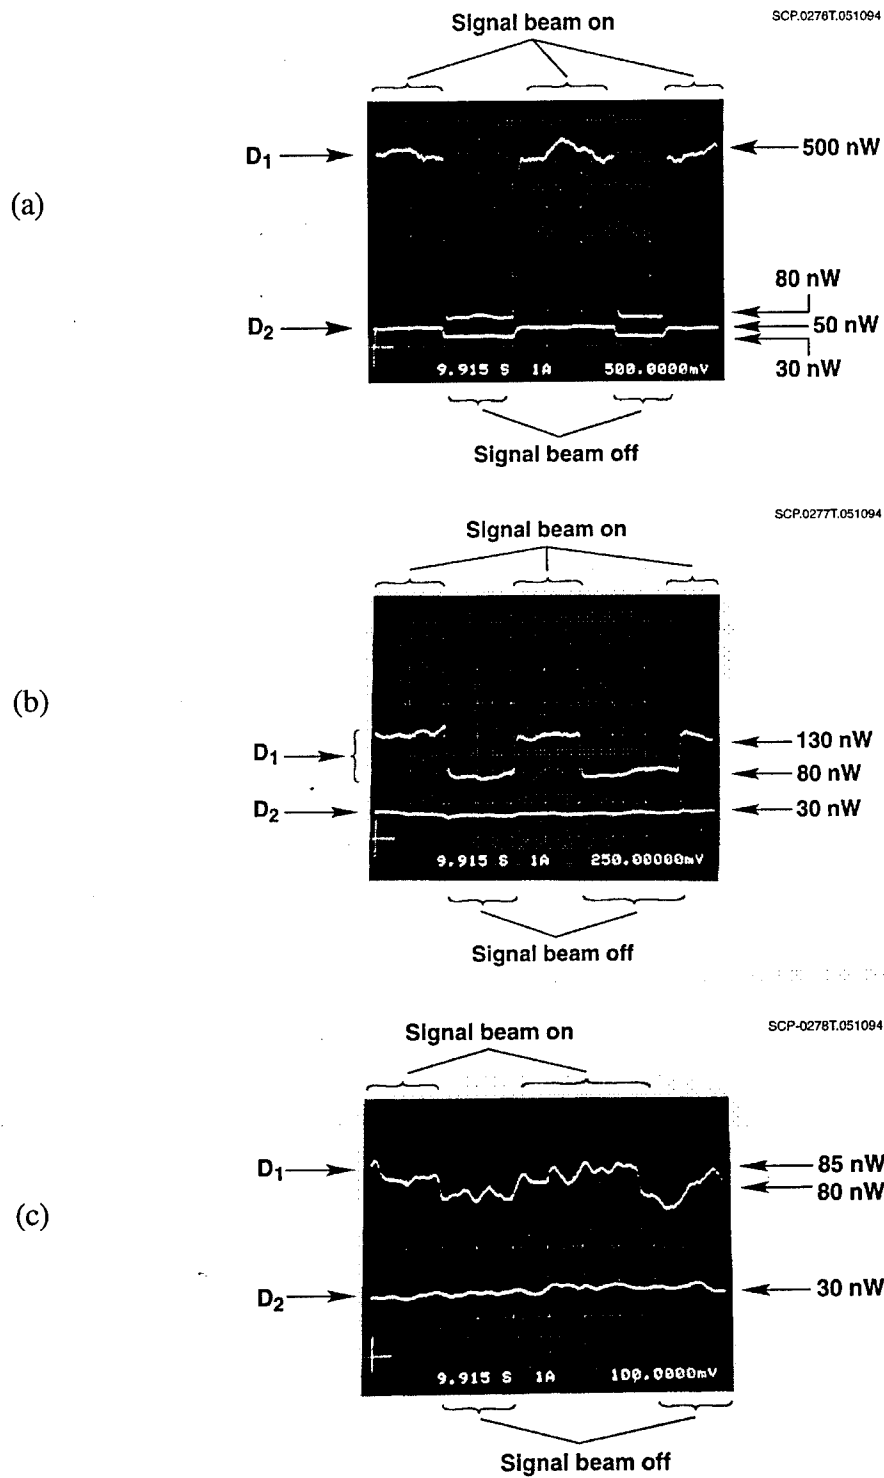 Signal beam on
SCP.0276T.051094
D1
500 nW
(a)
80 nW
D2
50 nW
30 nW
9.915 S 1A 500.0000mV
Signal beam off
SCP.0277T.051094
Signal beam on
(b)
130 nW
D1
80 nW
D2
30 nW
9.915 S 1A 250.00000mV
Signal beam off
SCP-0278T.051094
Signal beam on
D1
85 nW
80 nW
(c)
D2
30 nW
9.915 S 1A 100.0000mV
Signal beam off